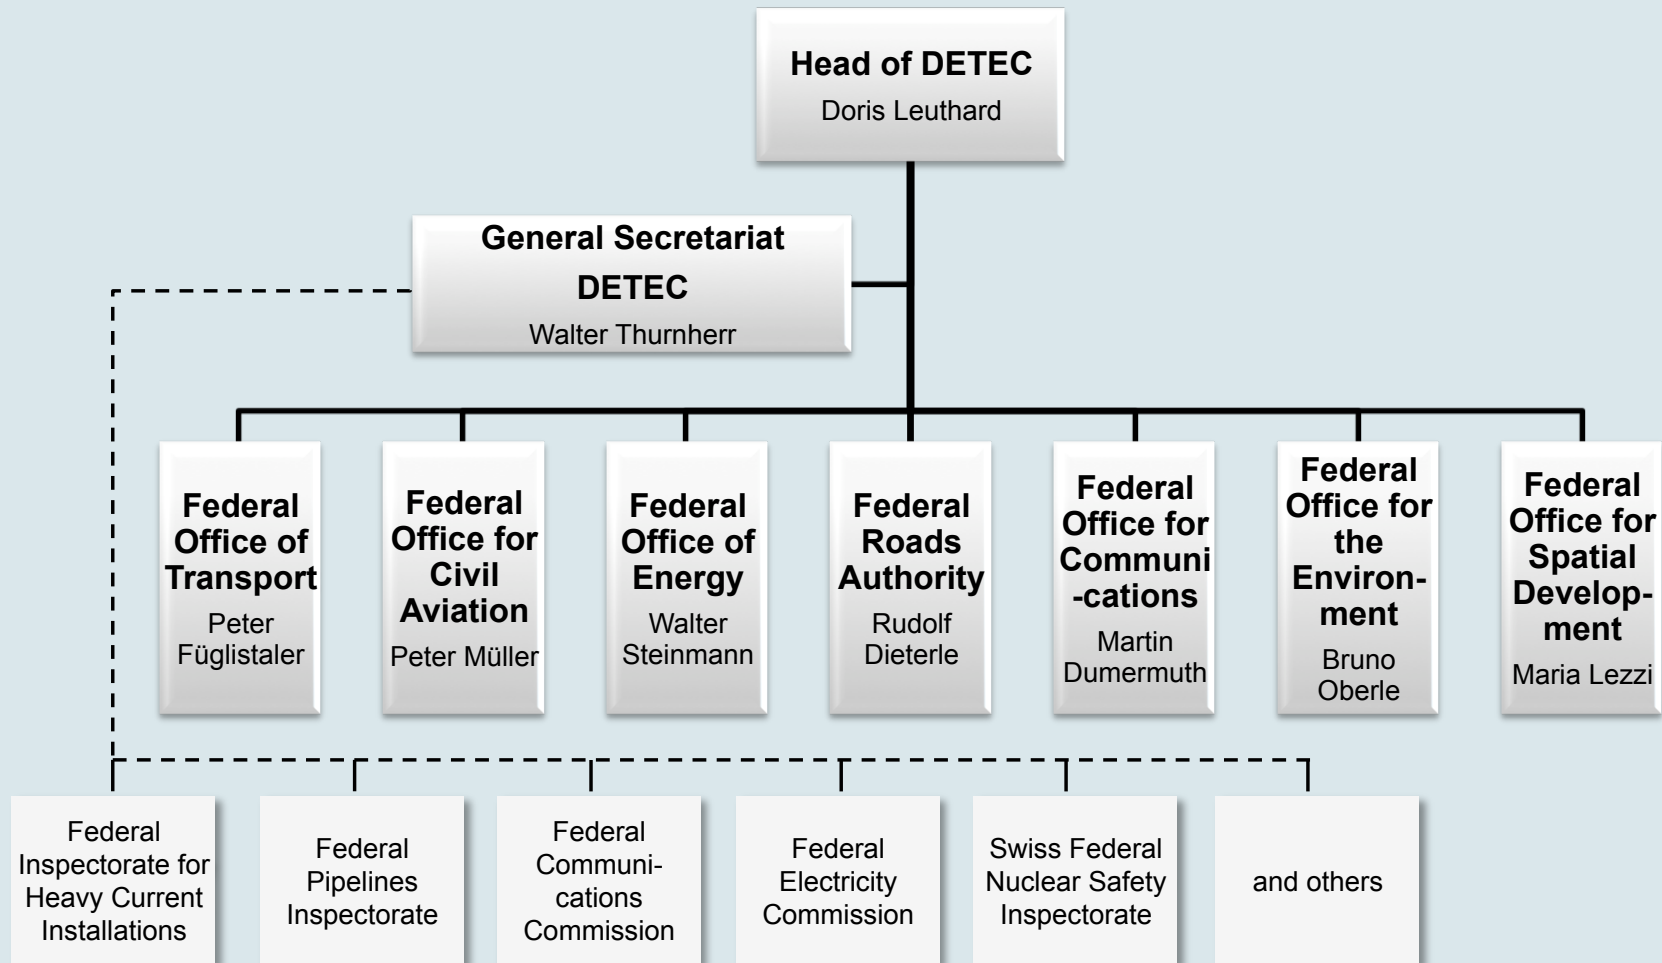 Head of DETEC
Doris Leuthard
General Secretariat
DETEC
Walter Thurnherr
Federal
Office of
Transport
Peter
Füglistaler
Federal
Office for
Civil
Aviation
Peter Müller
Federal
Office of
Energy
Walter
Steinmann
Federal
Roads
Authority
Rudolf
Dieterle
Federal
Office for
Communi
-cations
Martin
Dumermuth
Federal
Office for
the
Environ-
ment
Bruno
Oberle
Federal
Office for
Spatial
Develop-
ment
Maria Lezzi
Federal
Inspectorate for
Heavy Current
Installations
Federal
Pipelines
Inspectorate
Federal
Communi-
cations
Commission
Federal
Electricity
Commission
Swiss Federal
Nuclear Safety
Inspectorate
and others